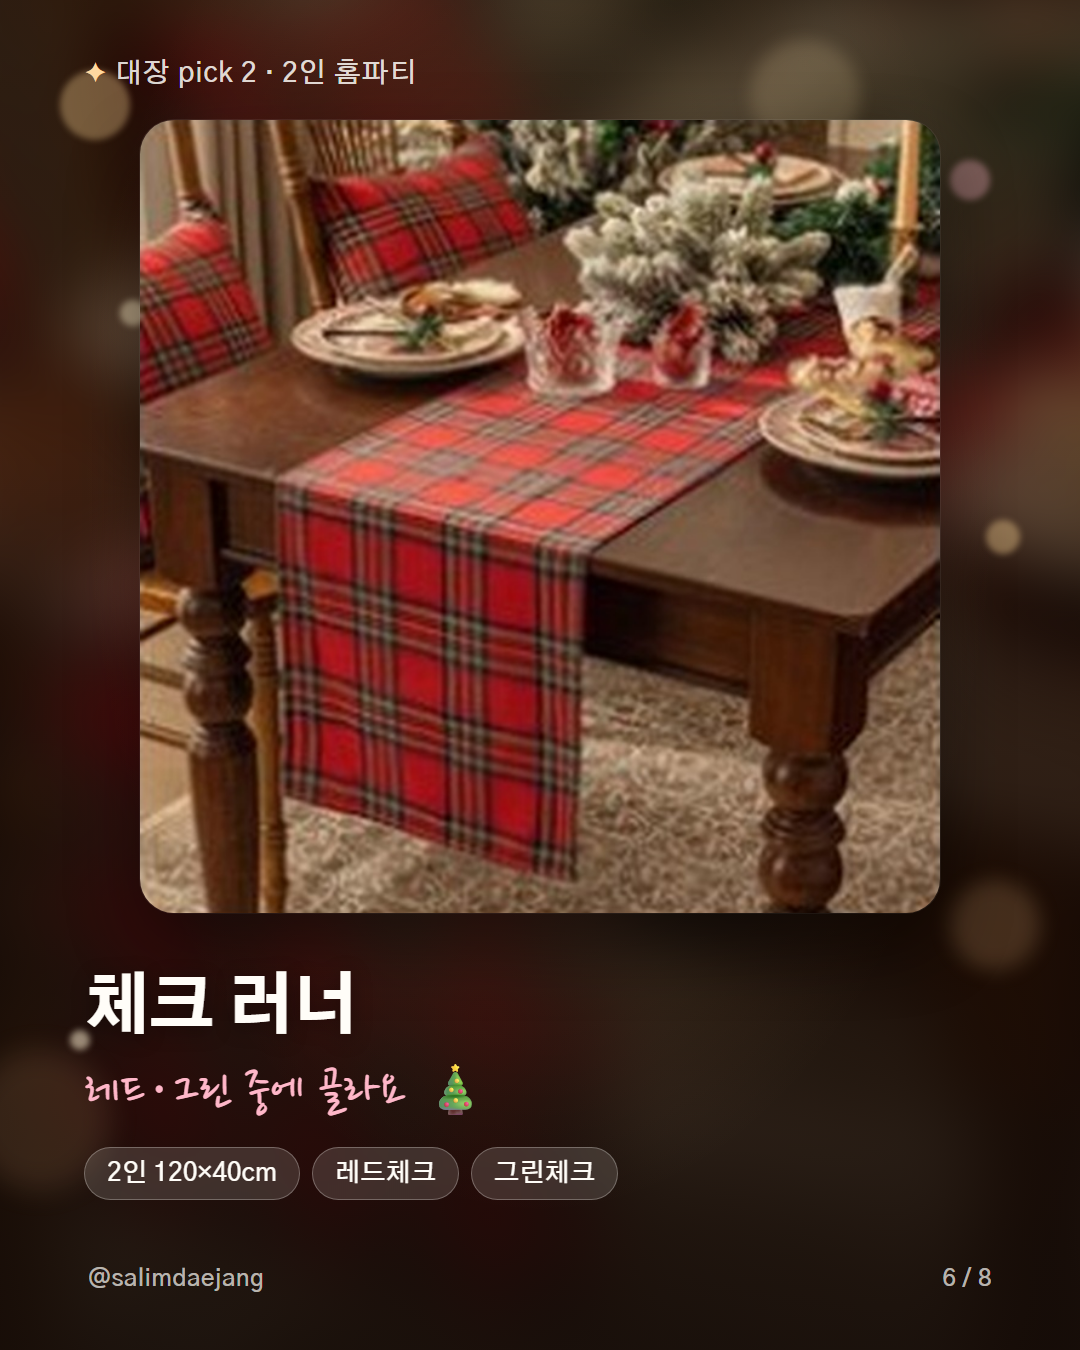 ✦ 대장 pick 2 · 2인 홈파티
체크 러너
레드·그린 중에 골라요 🎄
2인 120×40cm 레드체크 그린체크
@salimdaejang
6 / 8